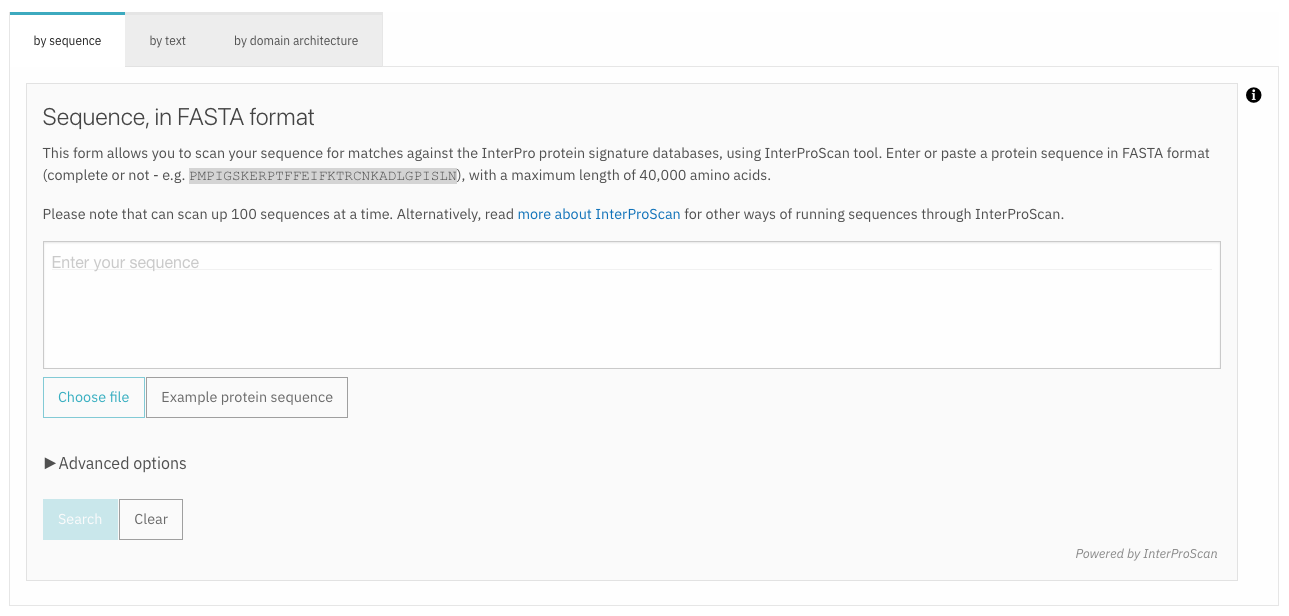 by sequence by text by domain architecture
Sequence, in FASTA format
This form allows you to scan your sequence for matches against the InterPro protein signature databases, using InterProScan tool. Enter or paste a protein sequence in FASTA format
(complete or not - e.g. PMPIGSKERPTFFEIFKTRCNKADLGPISLN), with a maximum length of 40,000 amino acids.
Please note that can scan up 100 sequences at a time. Alternatively, read more about InterProScan for other ways of running sequences through InterProScan.
Enter your sequence
Choose file Example protein sequence
▶Advanced options
Search Clear
Powered by InterProScan